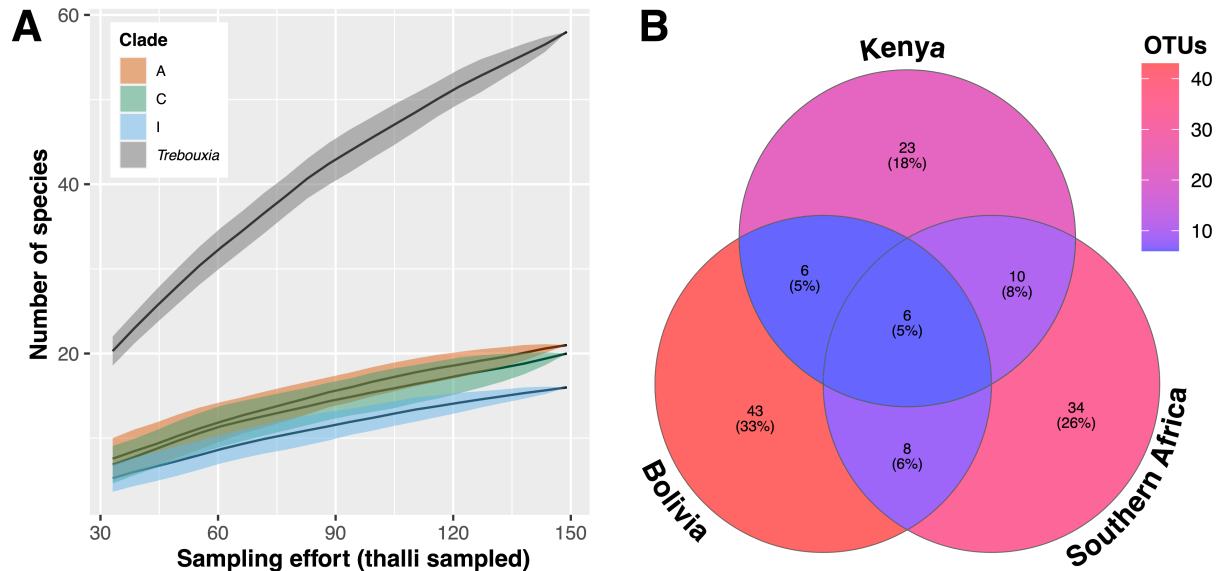 A
Number of species
60
40
20
Clade
A
C
I
Trebouxia
30
60
90
120
150
Sampling effort (thalli sampled)
B
Kenya
OTUs
40
30
20
10
23
(18%)
6
(5%)
10
(8%)
6
(5%)
43
(33%)
34
(26%)
8
(6%)
Bolivia
Southern Africa